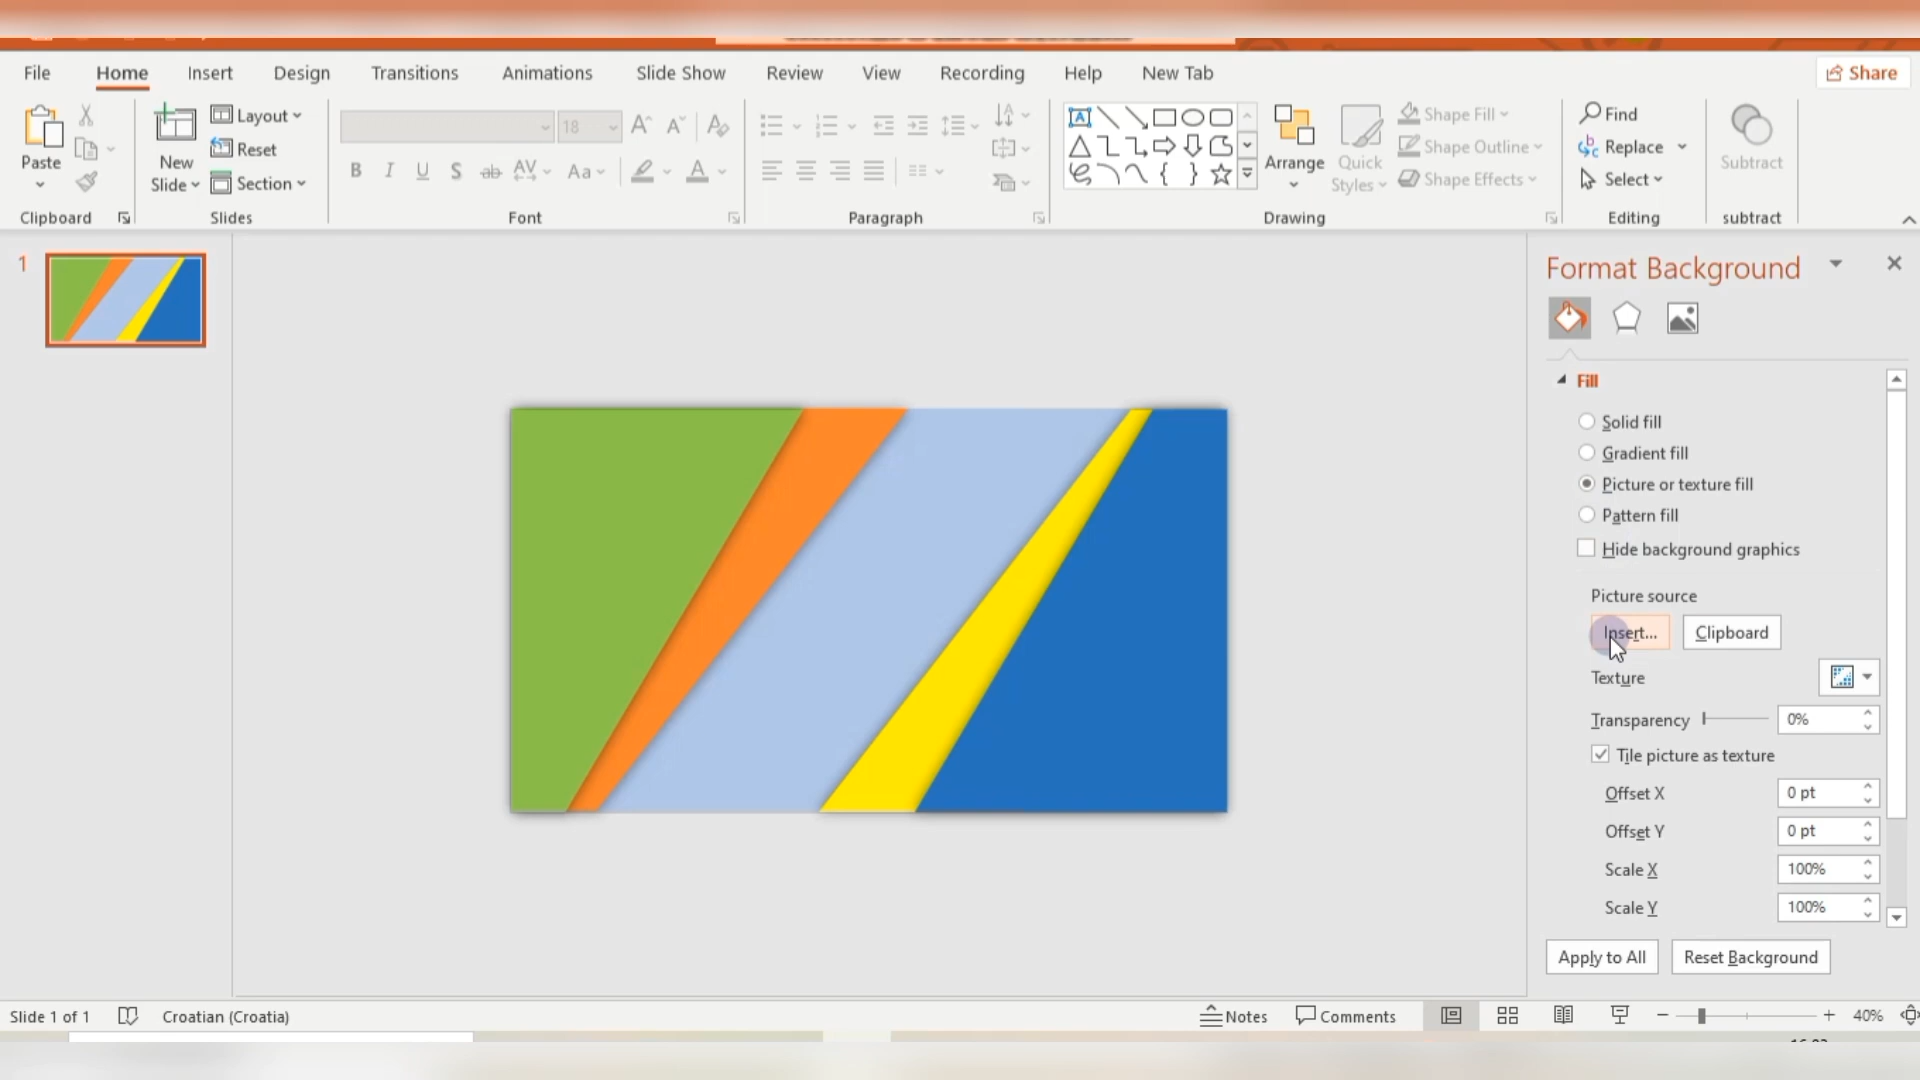 File Home Insert Design Transitions Animations Slide Show Review View Recording Help New Tab Share
Paste
New Slide
Layout
Reset
Section
18
B I U S ab AV Aa A
Arrange
Quick Styles
Shape Fill
Shape Outline
Shape Effects
Find
Replace
Select
Subtract
Clipboard Slides Font Paragraph Drawing Editing subtract
1
Format Background
Fill
Solid fill
Gradient fill
Picture or texture fill
Pattern fill
Hide background graphics
Picture source
Insert... Clipboard
Texture
Transparency 0%
Tile picture as texture
Offset X 0 pt
Offset Y 0 pt
Scale X 100%
Scale Y 100%
Apply to All Reset Background
Slide 1 of 1 Croatian (Croatia) Notes Comments 40%